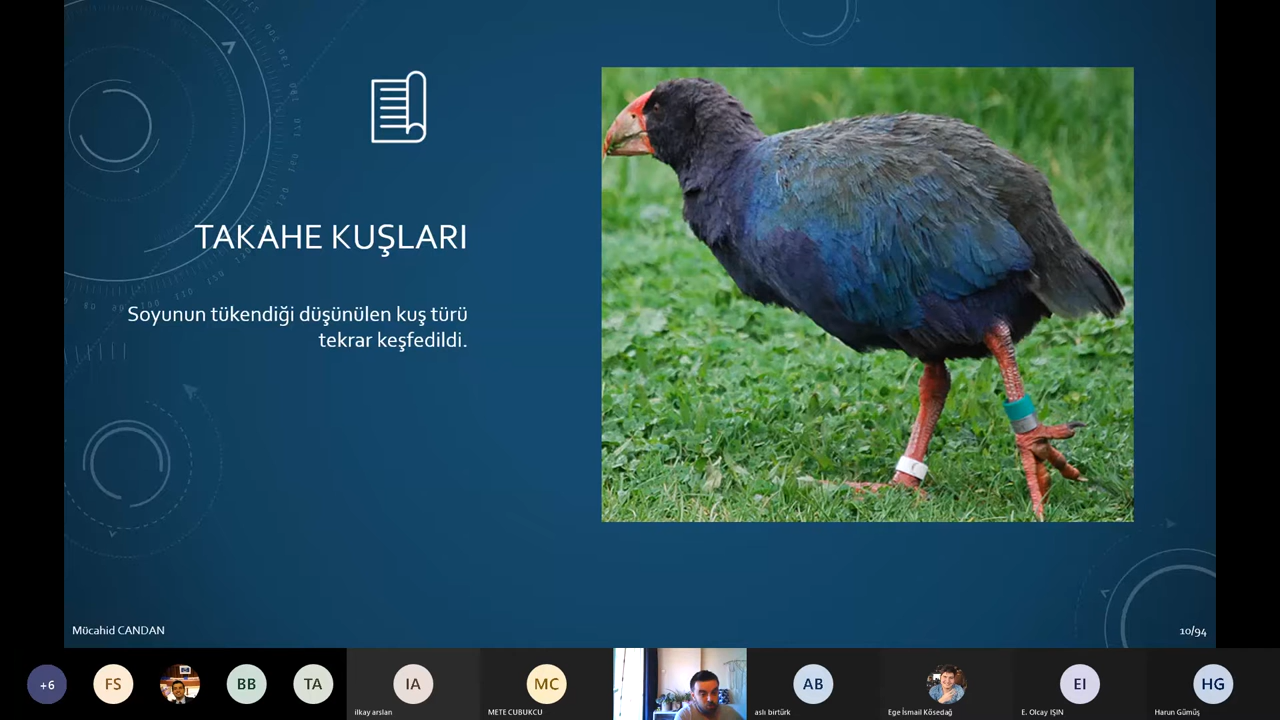 TAKAHE KUŞLARI
Soyunun tükendiği düşünülen kuş türü
tekrar keşfedildi.
Mücahid CANDAN
10/94
+6
FS
BB
TA
IA
MC
AB
EI
HG
ilkay arslan
METE CUBUKCU
aslı birtürk
Ege İsmail Kösedağ
E. Olcay IŞIN
Harun Gümüş